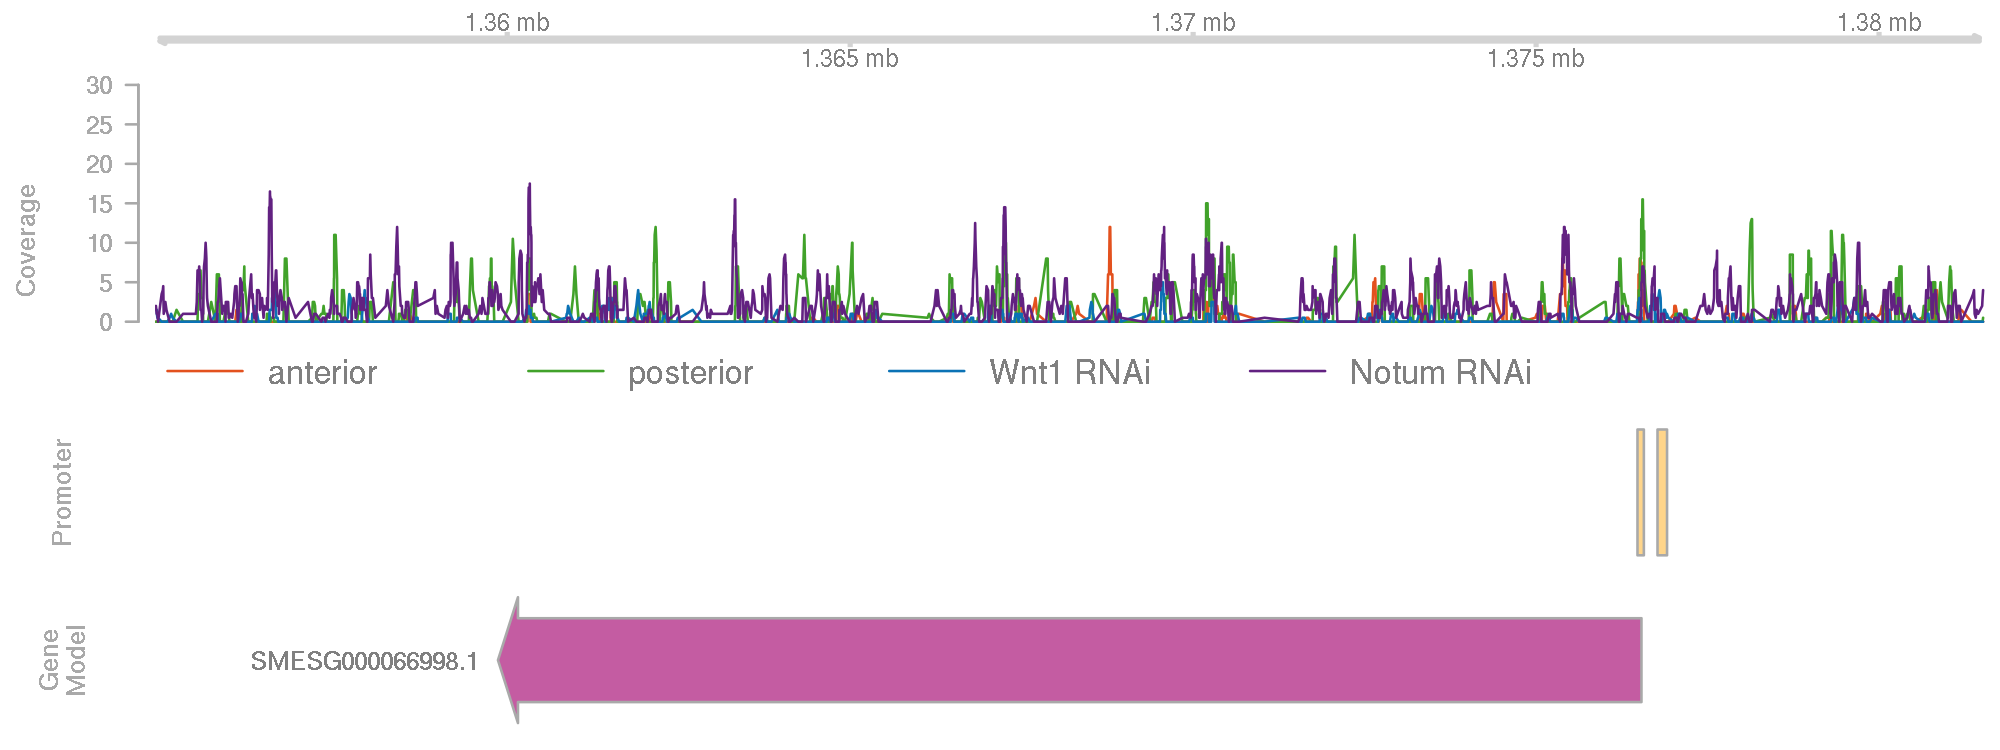 1.36 mb 1.37 mb 1.38 mb
1.365 mb 1.375 mb
Coverage
30
25
20
15
10
5
0
anterior posterior Wnt1 RNAi Notum RNAi
Promoter
Gene
Model
SMESG000066998.1